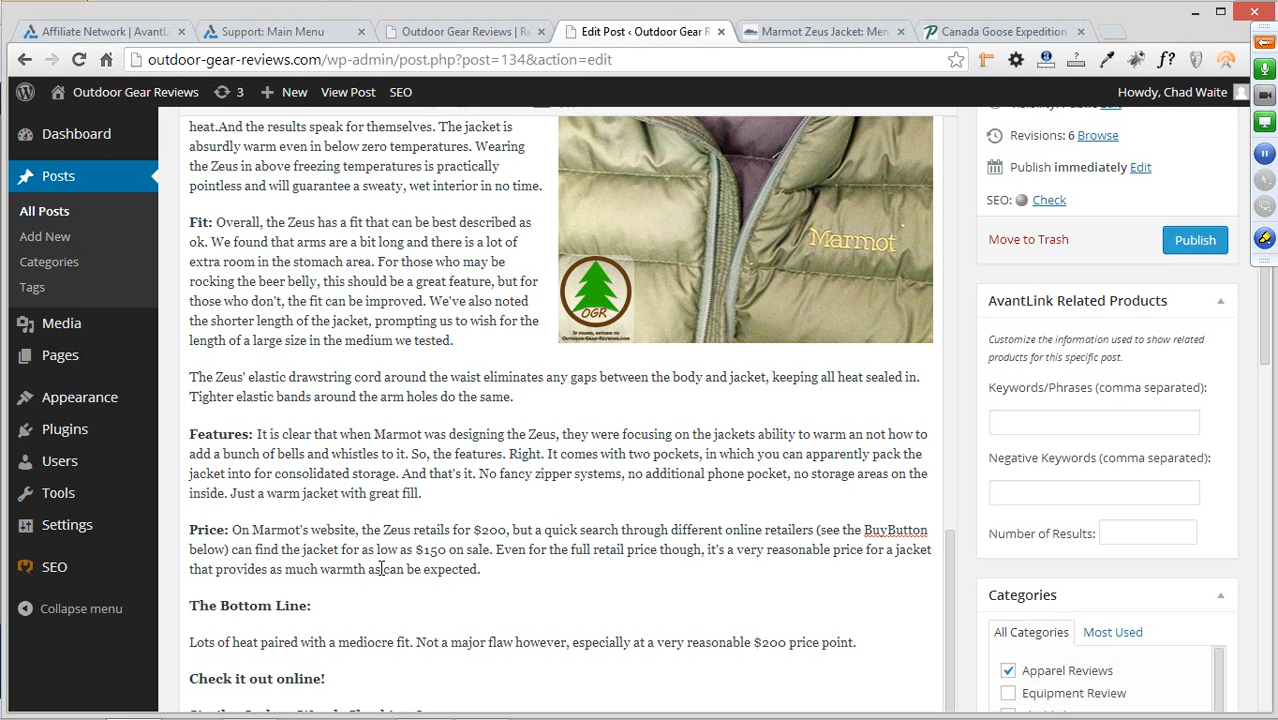 Affiliate Network | AvantLi
Support: Main Menu
Outdoor Gear Reviews | Re
Edit Post ‹ Outdoor Gear R
Marmot Zeus Jacket: Men
Canada Goose Expedition
outdoor-gear-reviews.com/wp-admin/post.php?post=134&action=edit
Outdoor Gear Reviews
3
New
View Post
SEO
Howdy, Chad Waite
Dashboard
Posts
All Posts
Add New
Categories
Tags
Media
Pages
Appearance
Plugins
Users
Tools
Settings
SEO
Collapse menu
heat.And the results speak for themselves. The jacket is
absurdly warm even in below zero temperatures. Wearing
the Zeus in above freezing temperatures is practically
pointless and will guarantee a sweaty, wet interior in no time.
Fit: Overall, the Zeus has a fit that can be best described as
ok. We found that arms are a bit long and there is a lot of
extra room in the stomach area. For those who may be
rocking the beer belly, this should be a great feature, but for
those who don't, the fit can be improved. We've also noted
the shorter length of the jacket, prompting us to wish for the
length of a large size in the medium we tested.
Marmot
OGR
If found, return to
Outdoor-Gear-Reviews.com
The Zeus' elastic drawstring cord around the waist eliminates any gaps between the body and jacket, keeping all heat sealed in.
Tighter elastic bands around the arm holes do the same.
Features: It is clear that when Marmot was designing the Zeus, they were focusing on the jackets ability to warm an not how to
add a bunch of bells and whistles to it. So, the features. Right. It comes with two pockets, in which you can apparently pack the
jacket into for consolidated storage. And that's it. No fancy zipper systems, no additional phone pocket, no storage areas on the
inside. Just a warm jacket with great fill.
Price: On Marmot's website, the Zeus retails for $200, but a quick search through different online retailers (see the BuyButton
below) can find the jacket for as low as $150 on sale. Even for the full retail price though, it's a very reasonable price for a jacket
that provides as much warmth as can be expected.
The Bottom Line:
Lots of heat paired with a mediocre fit. Not a major flaw however, especially at a very reasonable $200 price point.
Check it out online!
Revisions: 6 Browse
Publish immediately Edit
SEO: Check
Move to Trash
Publish
AvantLink Related Products
Customize the information used to show related
products for this specific post.
Keywords/Phrases (comma separated):
Negative Keywords (comma separated):
Number of Results:
Categories
All Categories
Most Used
Apparel Reviews
Equipment Review